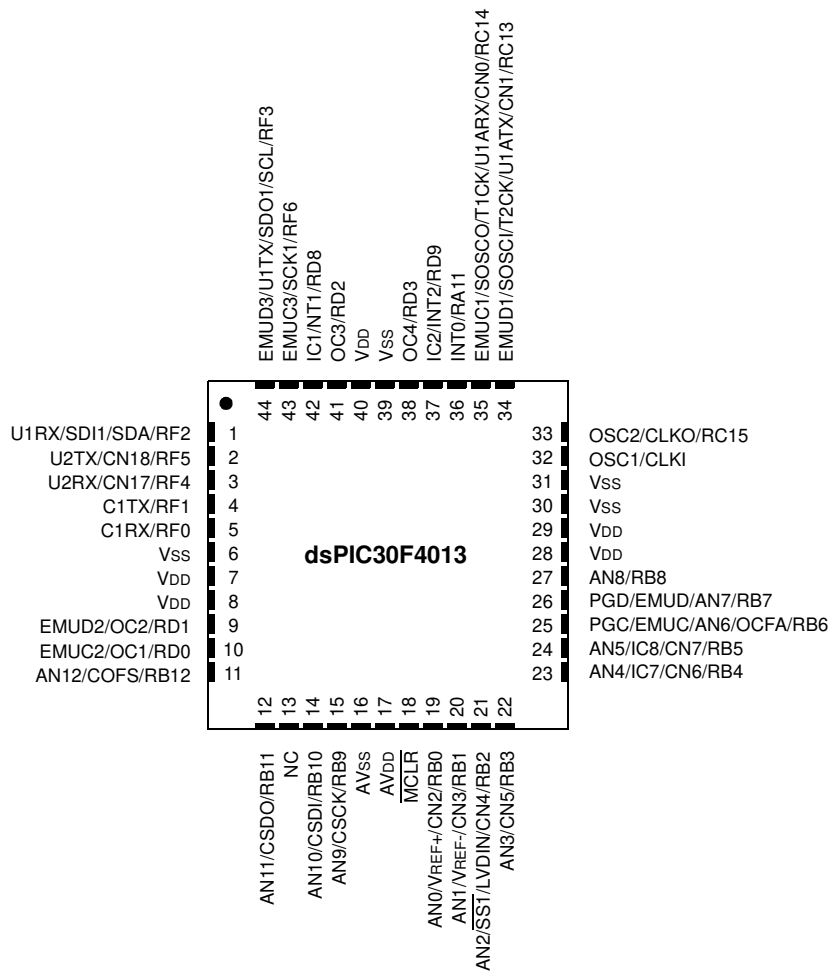 EMUD3/U1TX/SDO1/SCL/RF3
EMUC3/SCK1/RF6
IC1/NT1/RD8
OC3/RD2
VDD
VSS
OC4/RD3
IC2/INT2/RD9
INT0/RA11
EMUC1/SOSCO/T1CK/U1ARX/CN0/RC14
EMUD1/SOSCI/T2CK/U1ATX/CN1/RC13
44
43
42
41
40
39
38
37
36
35
34
U1RX/SDI1/SDA/RF2 1
U2TX/CN18/RF5 2
U2RX/CN17/RF4 3
C1TX/RF1 4
C1RX/RF0 5
VSS 6
VDD 7
VDD 8
EMUD2/OC2/RD1 9
EMUC2/OC1/RD0 10
AN12/COFS/RB12 11
dsPIC30F4013
33 OSC2/CLKO/RC15
32 OSC1/CLKI
31 VSS
30 VSS
29 VDD
28 VDD
27 AN8/RB8
26 PGD/EMUD/AN7/RB7
25 PGC/EMUC/AN6/OCFA/RB6
24 AN5/IC8/CN7/RB5
23 AN4/IC7/CN6/RB4
12
13
14
15
16
17
18
19
20
21
22
AN11/CSDO/RB11
NC
AN10/CSDI/RB10
AN9/CSCK/RB9
AVSS
AVDD
MCLR
AN0/VREF+/CN2/RB0
AN1/VREF-/CN3/RB1
AN2/SS1/LVDIN/CN4/RB2
AN3/CN5/RB3